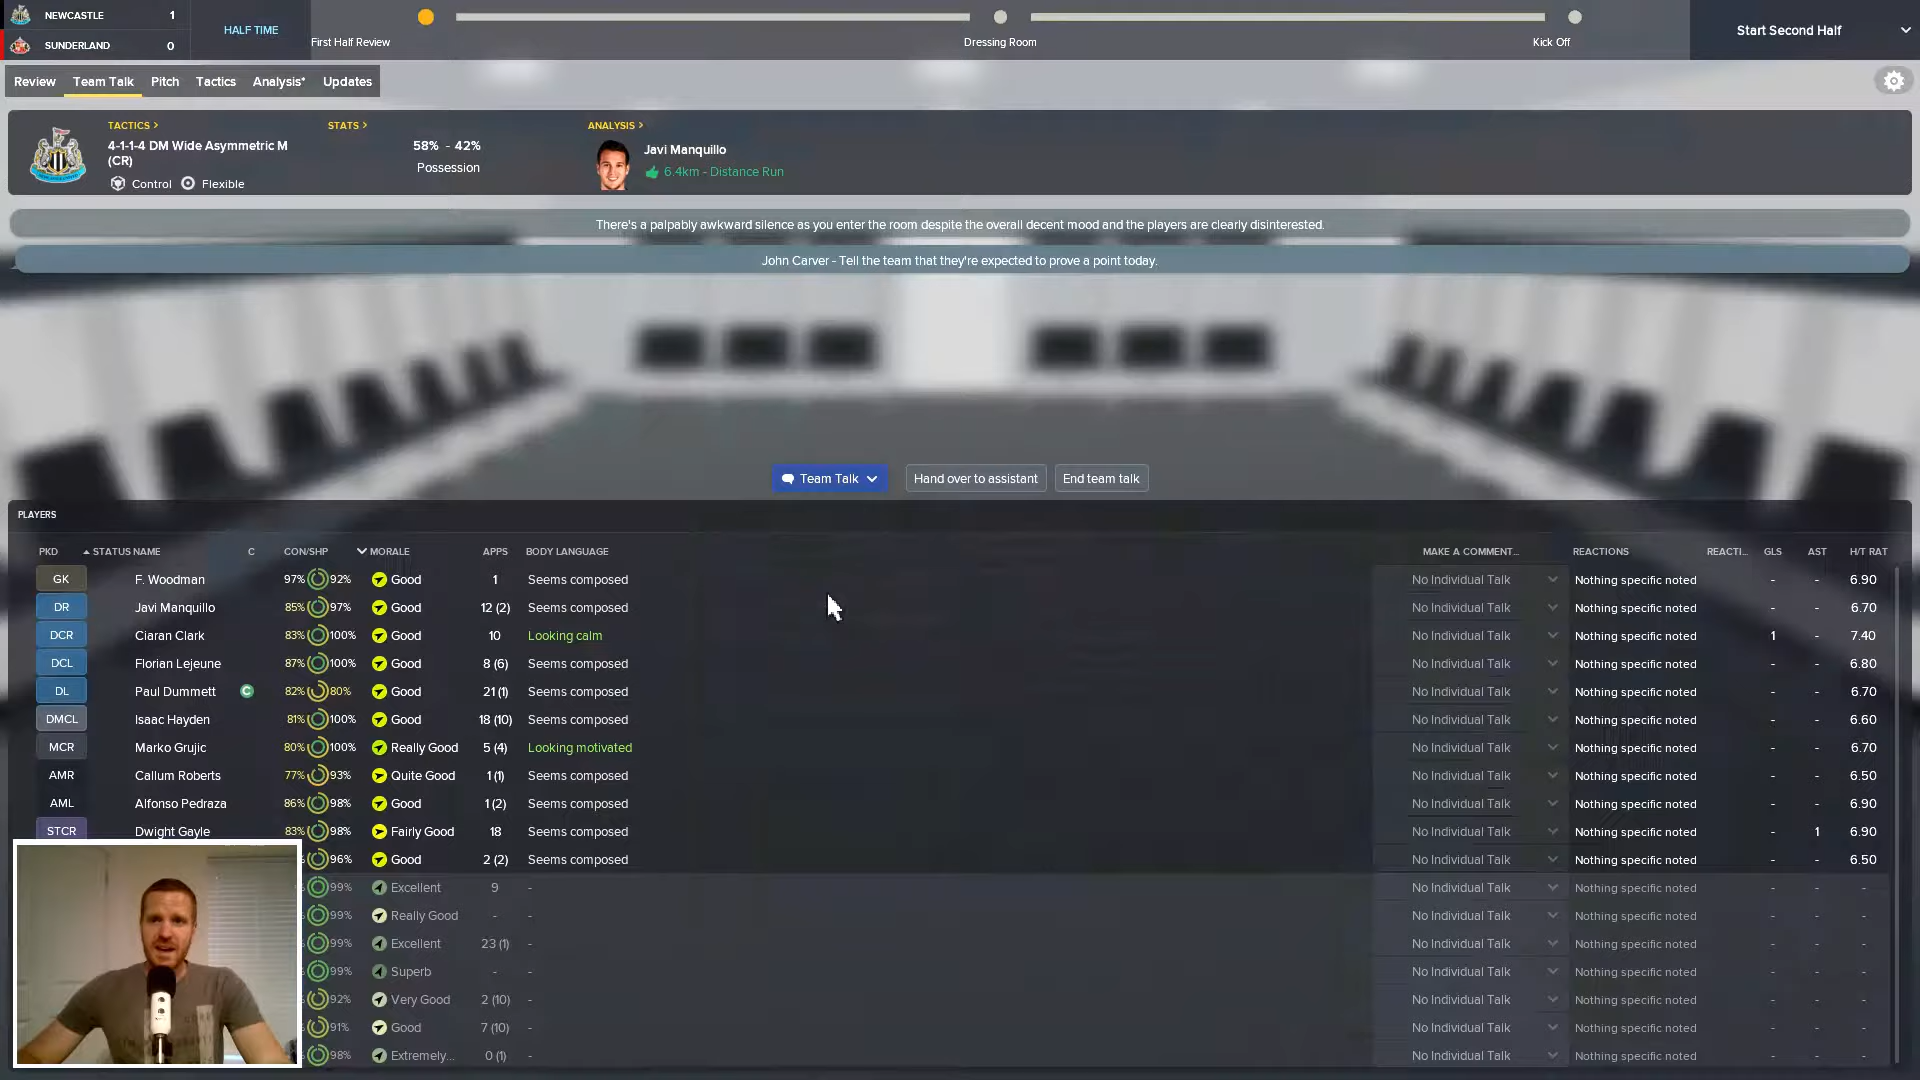 NEWCASTLE 1
SUNDERLAND 0
HALF TIME
First Half Review
Dressing Room
Kick Off
Start Second Half
Review Team Talk Pitch Tactics Analysis* Updates
TACTICS >
4-1-1-4 DM Wide Asymmetric M
(CR)
Control Flexible
STATS >
58% - 42%
Possession
ANALYSIS >
Javi Manquillo
6.4km - Distance Run
There's a palpably awkward silence as you enter the room despite the overall decent mood and the players are clearly disinterested.
John Carver - Tell the team that they're expected to prove a point today.
Team Talk Hand over to assistant End team talk
PLAYERS
PKD STATUS NAME C CON/SHP MORALE APPS BODY LANGUAGE MAKE A COMMENT... REACTIONS REACTI... GLS AST H/T RAT
GK F. Woodman 97% 92% Good 1 Seems composed No Individual Talk Nothing specific noted - - 6.90
DR Javi Manquillo 85% 97% Good 12 (2) Seems composed No Individual Talk Nothing specific noted - - 6.70
DCR Ciaran Clark 83% 100% Good 10 Looking calm No Individual Talk Nothing specific noted 1 - 7.40
DCL Florian Lejeune 87% 100% Good 8 (6) Seems composed No Individual Talk Nothing specific noted - - 6.80
DL Paul Dummett C 82% 80% Good 21 (1) Seems composed No Individual Talk Nothing specific noted - - 6.70
DMCL Isaac Hayden 81% 100% Good 18 (10) Seems composed No Individual Talk Nothing specific noted - - 6.60
MCR Marko Grujic 80% 100% Really Good 5 (4) Looking motivated No Individual Talk Nothing specific noted - - 6.70
AMR Callum Roberts 77% 93% Quite Good 1 (1) Seems composed No Individual Talk Nothing specific noted - - 6.50
AML Alfonso Pedraza 86% 98% Good 1 (2) Seems composed No Individual Talk Nothing specific noted - - 6.90
STCR Dwight Gayle 83% 98% Fairly Good 18 Seems composed No Individual Talk Nothing specific noted - 1 6.90
96% Good 2 (2) Seems composed No Individual Talk Nothing specific noted - - 6.50
99% Excellent 9 - No Individual Talk Nothing specific noted - - -
99% Really Good - - No Individual Talk Nothing specific noted - - -
99% Excellent 23 (1) - No Individual Talk Nothing specific noted - - -
99% Superb - - No Individual Talk Nothing specific noted - - -
92% Very Good 2 (10) - No Individual Talk Nothing specific noted - - -
91% Good 7 (10) - No Individual Talk Nothing specific noted - - -
98% Extremely... 0 (1) - No Individual Talk Nothing specific noted - - -